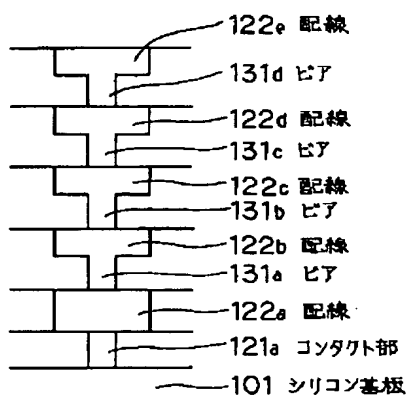 122e 配線
131d ビア
122d 配線
131c ビア
122c 配線
131b ビア
122b 配線
131a ビア
122a 配線
121a コンタクト部
101 シリコン基板